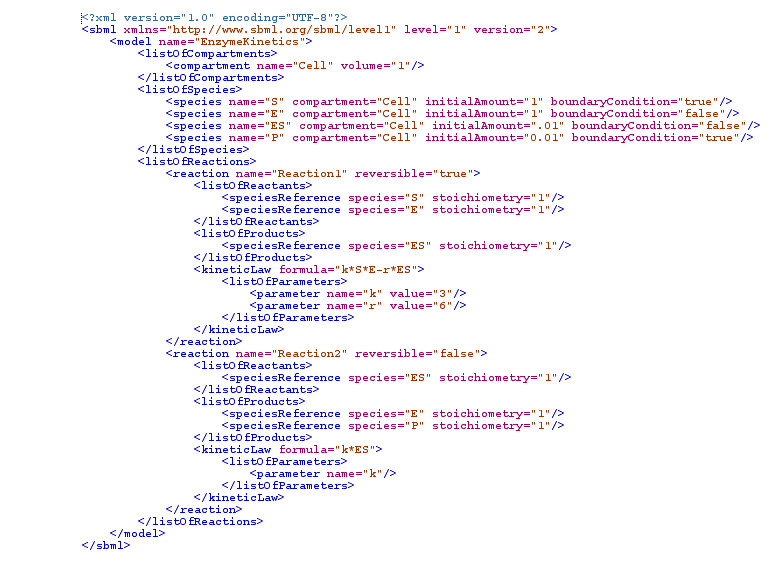 <?xml version="1.0" encoding="UTF-8"?>
<sbml xmlns="http://www.sbml.org/sbml/level1" level="1" version="2">
<model name="EnzymeKinetics">
<listOfCompartments>
<compartment name="Cell" volume="1"/>
</listOfCompartments>
<listOfSpecies>
<species name="S" compartment="Cell" initialAmount="1" boundaryCondition="true"/>
<species name="E" compartment="Cell" initialAmount="1" boundaryCondition="false"/>
<species name="ES" compartment="Cell" initialAmount=".01" boundaryCondition="false"/>
<species name="P" compartment="Cell" initialAmount="0.01" boundaryCondition="true"/>
</listOfSpecies>
<listOfReactions>
<reaction name="Reaction1" reversible="true">
<listOfReactants>
<speciesReference species="S" stoichiometry="1"/>
<speciesReference species="E" stoichiometry="1"/>
</listOfReactants>
<listOfProducts>
<speciesReference species="ES" stoichiometry="1"/>
</listOfProducts>
<kineticLaw formula="k*S*E-r*ES">
<listOfParameters>
<parameter name="k" value="3"/>
<parameter name="r" value="6"/>
</listOfParameters>
</kineticLaw>
</reaction>
<reaction name="Reaction2" reversible="false">
<listOfReactants>
<speciesReference species="ES" stoichiometry="1"/>
</listOfReactants>
<listOfProducts>
<speciesReference species="E" stoichiometry="1"/>
<speciesReference species="P" stoichiometry="1"/>
</listOfProducts>
<kineticLaw formula="k*ES">
<listOfParameters>
<parameter name="k"/>
</listOfParameters>
</kineticLaw>
</reaction>
</listOfReactions>
</model>
</sbml>